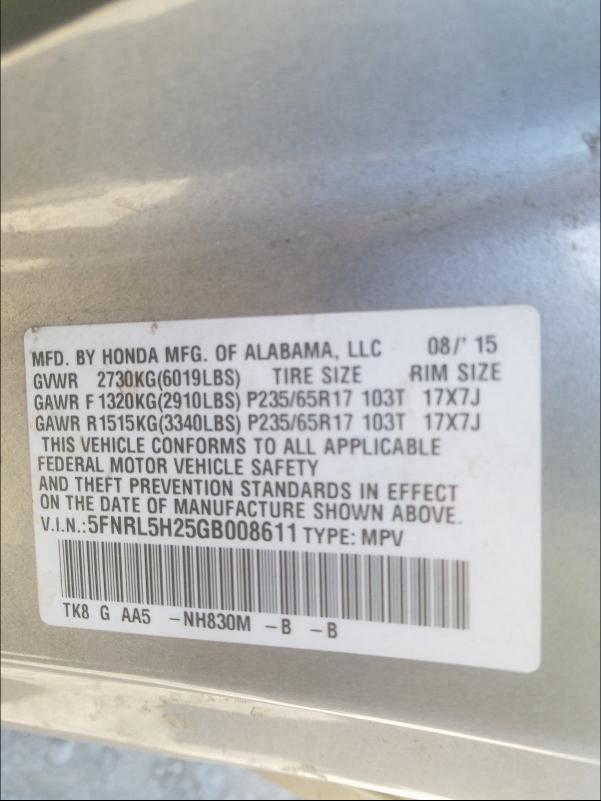 MFD. BY HONDA MFG. OF ALABAMA, LLC 08/'15
GVWR 2730KG(6019LBS) TIRE SIZE RIM SIZE
GAWR F 1320KG(2910LBS) P235/65R17 103T 17X7J
GAWR R1515KG(3340LBS) P235/65R17 103T 17X7J
THIS VEHICLE CONFORMS TO ALL APPLICABLE
FEDERAL MOTOR VEHICLE SAFETY
AND THEFT PREVENTION STANDARDS IN EFFECT
ON THE DATE OF MANUFACTURE SHOWN ABOVE.
V.I.N.:5FNRL5H25GB008611 TYPE: MPV
TK8 G AA5 -NH830M -B -B